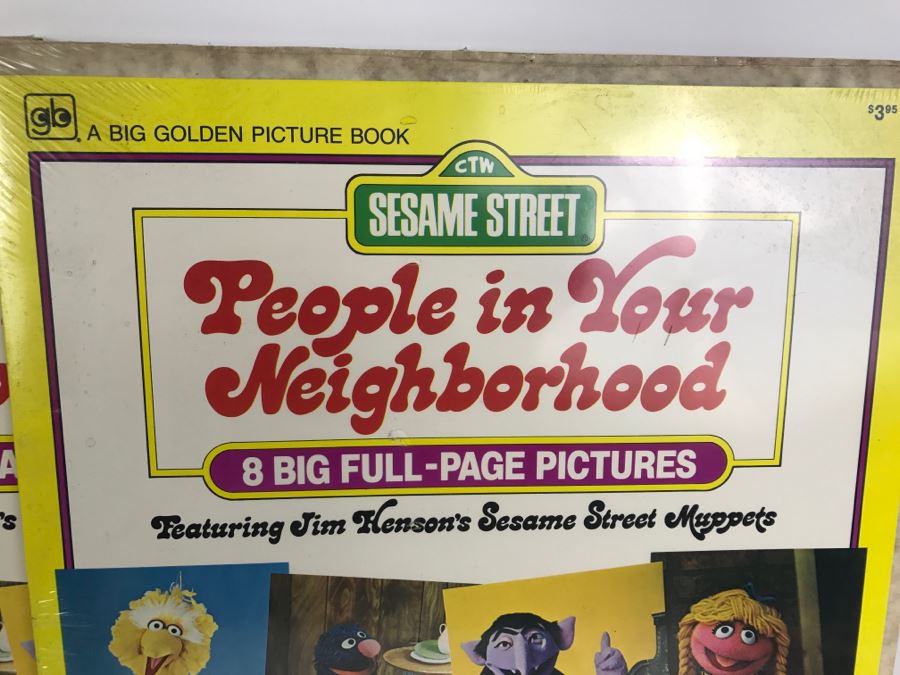 gb
A BIG GOLDEN PICTURE BOOK
$3.95
CTW
SESAME STREET®
People in Your
Neighborhood
8 BIG FULL-PAGE PICTURES
Featuring Jim Henson's Sesame Street Muppets
A
's